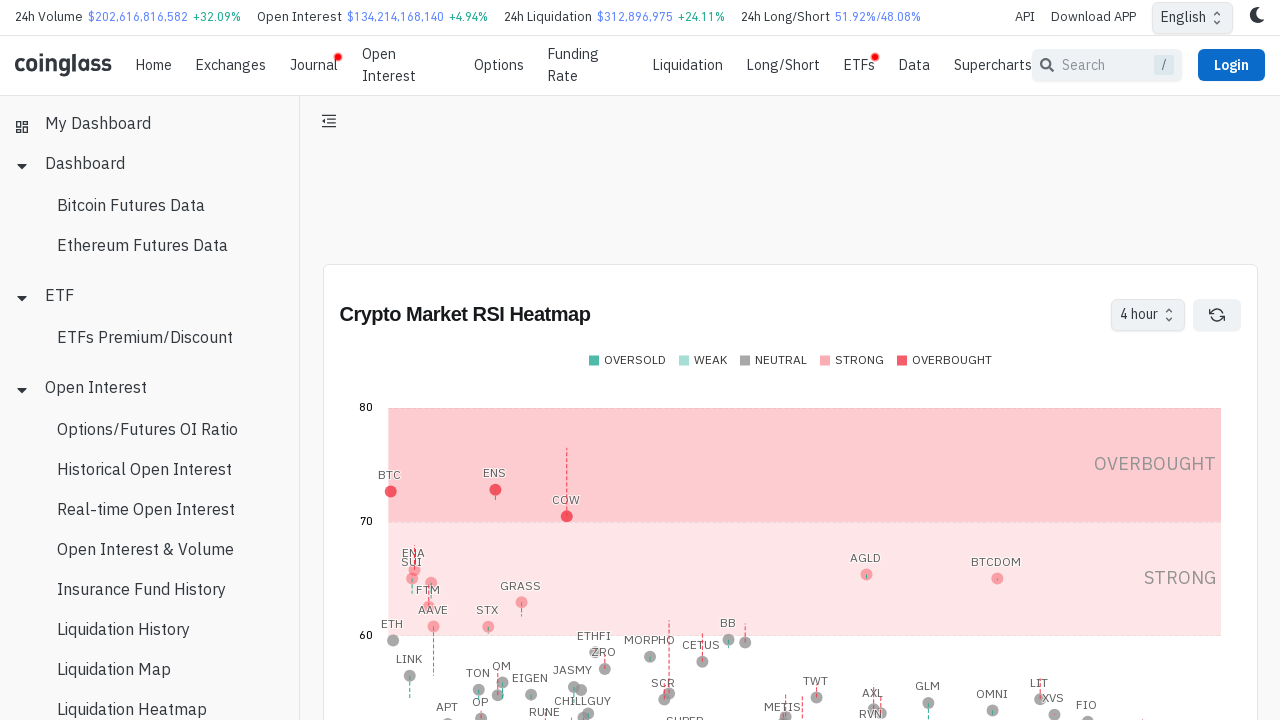 24h Volume $202,616,816,582 +32.09% Open Interest $134,214,168,140 +4.94% 24h Liquidation $312,896,975 +24.11% 24h Long/Short 51.92%/48.08% API Download APP English
coinglass Home Exchanges Journal Open Interest Options Funding Rate Liquidation Long/Short ETFs Data Supercharts Search / Login
My Dashboard
Dashboard
Bitcoin Futures Data
Ethereum Futures Data
ETF
ETFs Premium/Discount
Open Interest
Options/Futures OI Ratio
Historical Open Interest
Real-time Open Interest
Open Interest & Volume
Insurance Fund History
Liquidation History
Liquidation Map
Liquidation Heatmap
Crypto Market RSI Heatmap 4 hour
OVERSOLD WEAK NEUTRAL STRONG OVERBOUGHT
80
OVERBOUGHT
BTC ENS
COW
70
ENA
SUI AGLD BTCDOM
STRONG
FTM GRASS
AAVE STX
ETH BB
60 ETHFI MORPHO CETUS
ZRO
LINK OM
TON EIGEN JASMY SCR TWT GLM LIT
OP CHILLGUY AXL OMNI XVS
APT RUNE METIS RVN FIO
SUPER